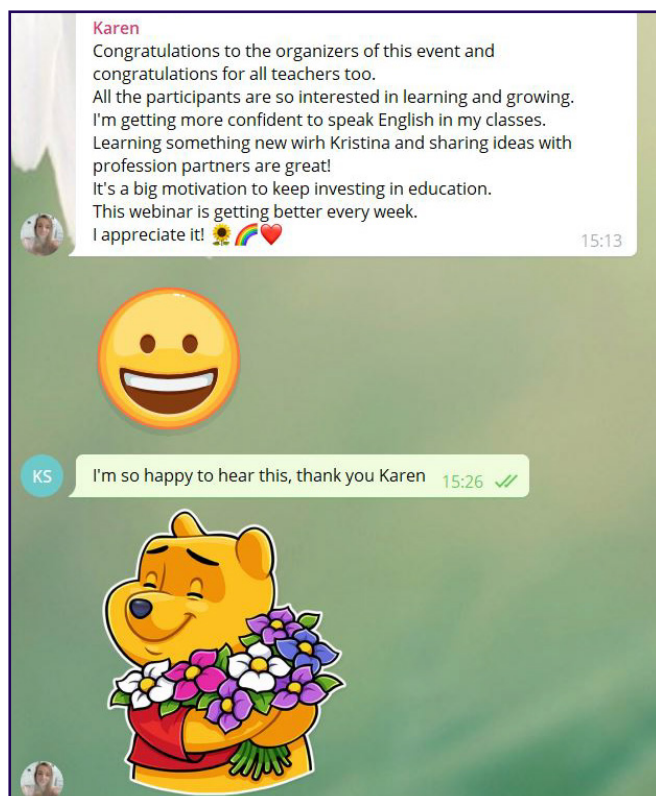 Karen
Congratulations to the organizers of this event and
congratulations for all teachers too.
All the participants are so interested in learning and growing.
I'm getting more confident to speak English in my classes.
Learning something new wirh Kristina and sharing ideas with
profession partners are great!
It's a big motivation to keep investing in education.
This webinar is getting better every week.
I appreciate it! 🌻🌈❤️
15:13
KS
I'm so happy to hear this, thank you Karen 15:26